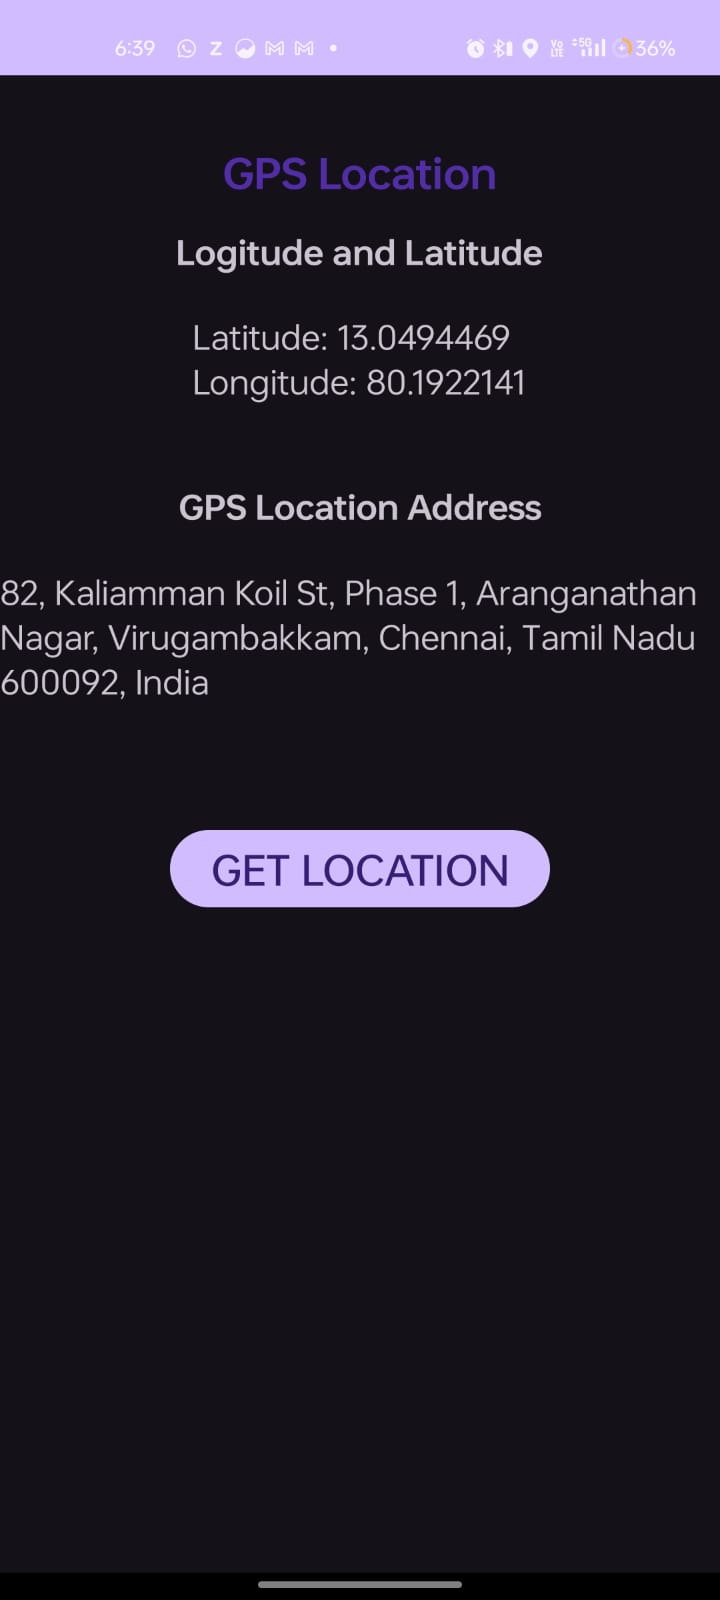 6:39 Z 36%
GPS Location
Logitude and Latitude
Latitude: 13.0494469
Longitude: 80.1922141
GPS Location Address
82, Kaliamman Koil St, Phase 1, Aranganathan
Nagar, Virugambakkam, Chennai, Tamil Nadu
600092, India
GET LOCATION